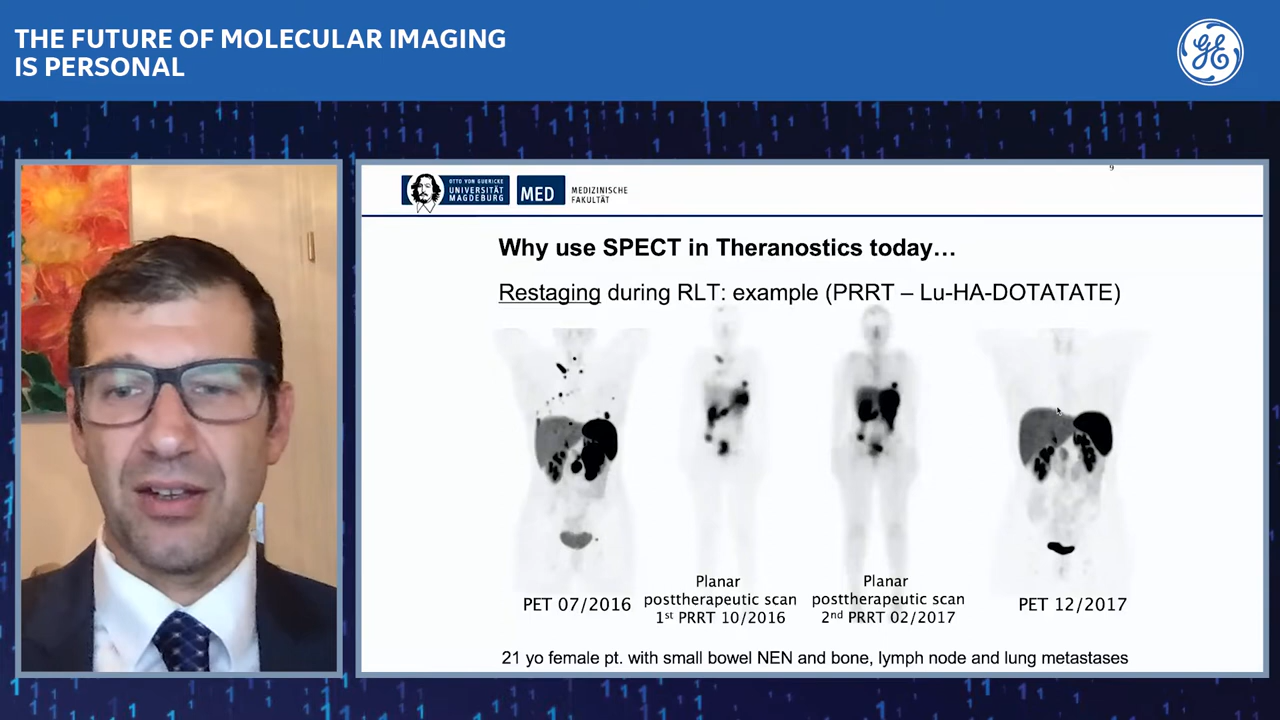 THE FUTURE OF MOLECULAR IMAGING
IS PERSONAL
GE
9
OTTO VON GUERICKE
UNIVERSITÄT
MAGDEBURG
MED
MEDIZINISCHE
FAKULTÄT
Why use SPECT in Theranostics today…
Restaging during RLT: example (PRRT – Lu-HA-DOTATATE)
PET 07/2016
Planar
posttherapeutic scan
1st PRRT 10/2016
Planar
posttherapeutic scan
2nd PRRT 02/2017
PET 12/2017
21 yo female pt. with small bowel NEN and bone, lymph node and lung metastases